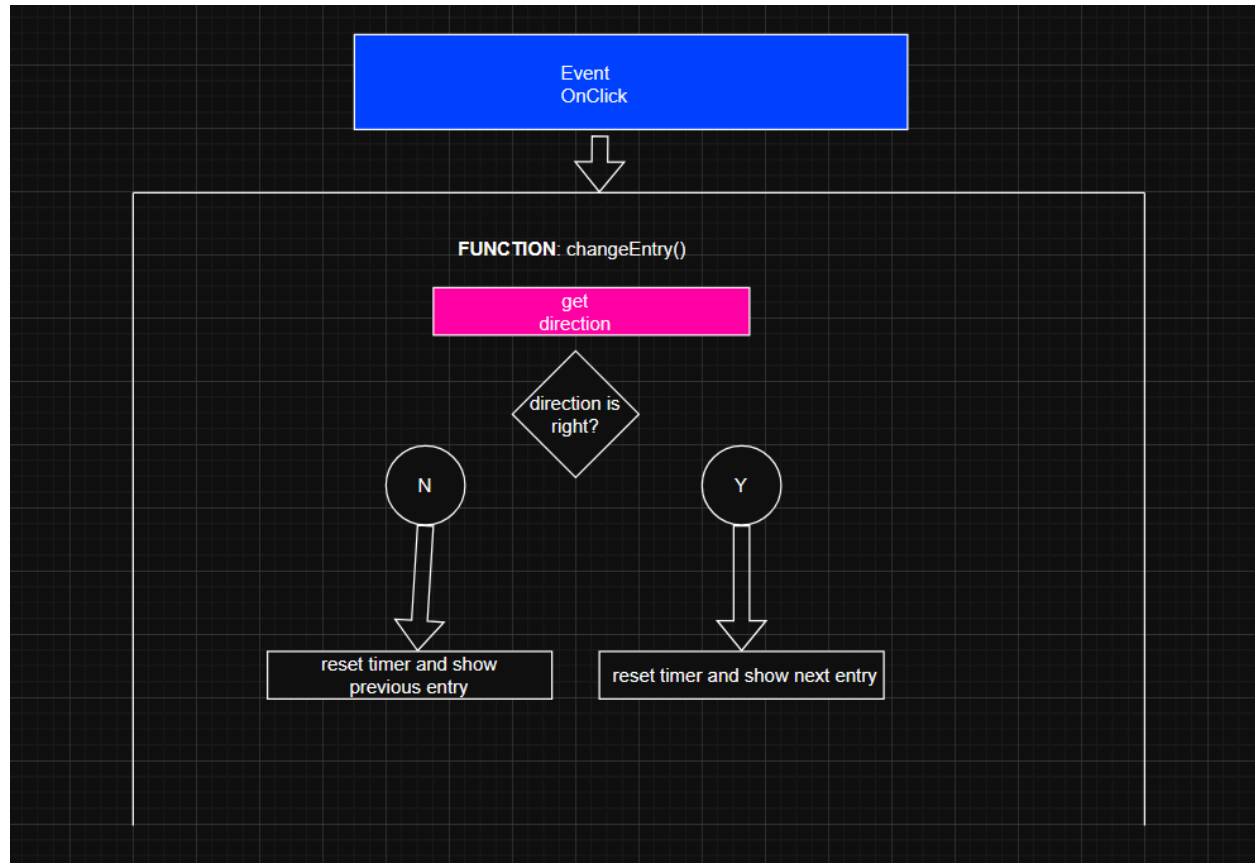 Event
OnClick
FUNCTION: changeEntry()
get
direction
direction is
right?
N
Y
reset timer and show
previous entry
reset timer and show next entry